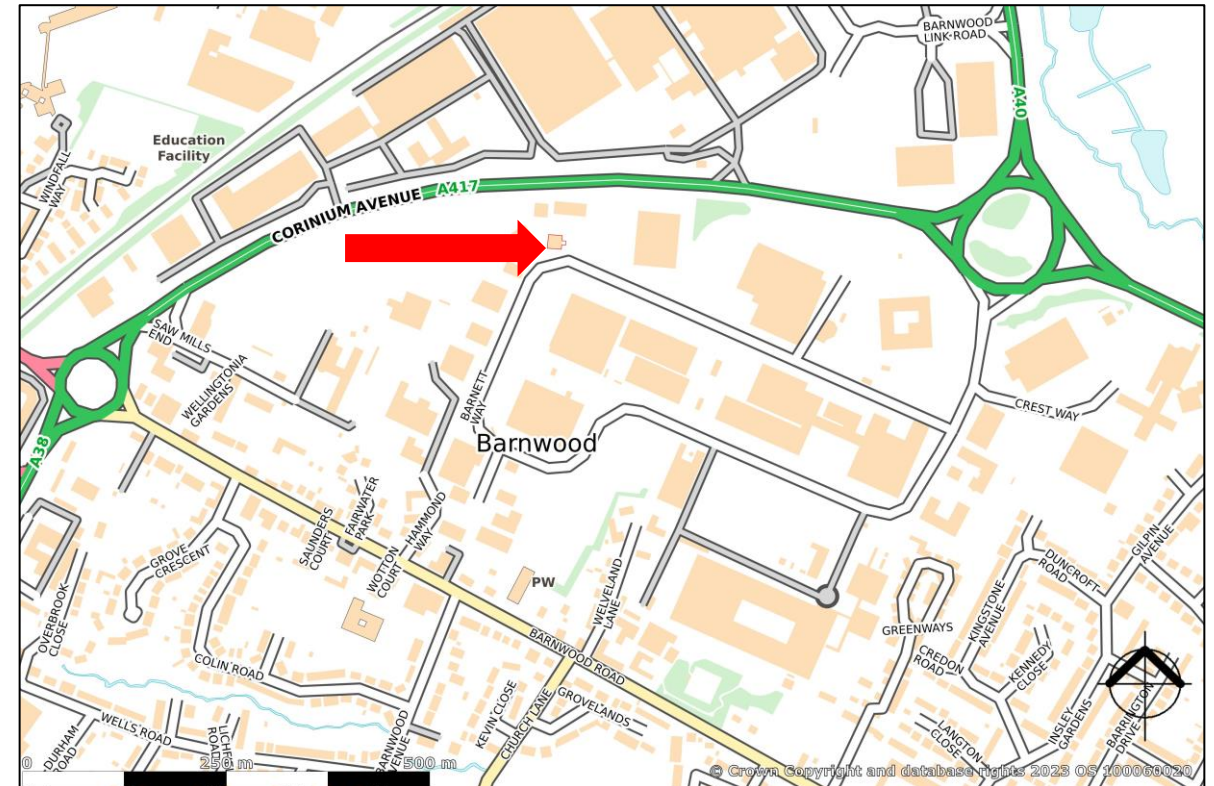 BARNWOOD
LINK ROAD
A40
Education
Facility
WINDFALL
WAY
CORINIUM AVENUE
A417
SAW MILLS
END
WELLINGTONIA
GARDENS
BARNETT
WAY
CREST WAY
Barnwood
A38
SAUNDERS
COURT
FAIRWATER
PARK
HAMMOND
WAY
WOTTON
COURT
GROVE
CRESCENT
PW
WELVELAND
LANE
GILPIN
AVENUE
DUNCROFT
ROAD
KINGSTONE
AVENUE
OVERBROOK
CLOSE
GREENWAYS
BARNWOOD ROAD
CREDON
ROAD
KENNEDY
CLOSE
COLIN ROAD
KEVIN CLOSE
CHURCH LANE
GROVELANDS
LANGTON
CLOSE
INSLEY
GARDENS
BARRINGTON
DRIVE
WELLS ROAD
DURHAM
ROAD
LICHFI
ROAD
BARNWOOD
AVENUE
0
250 m
500 m
© Crown Copyright and database rights 2023 OS 100060020